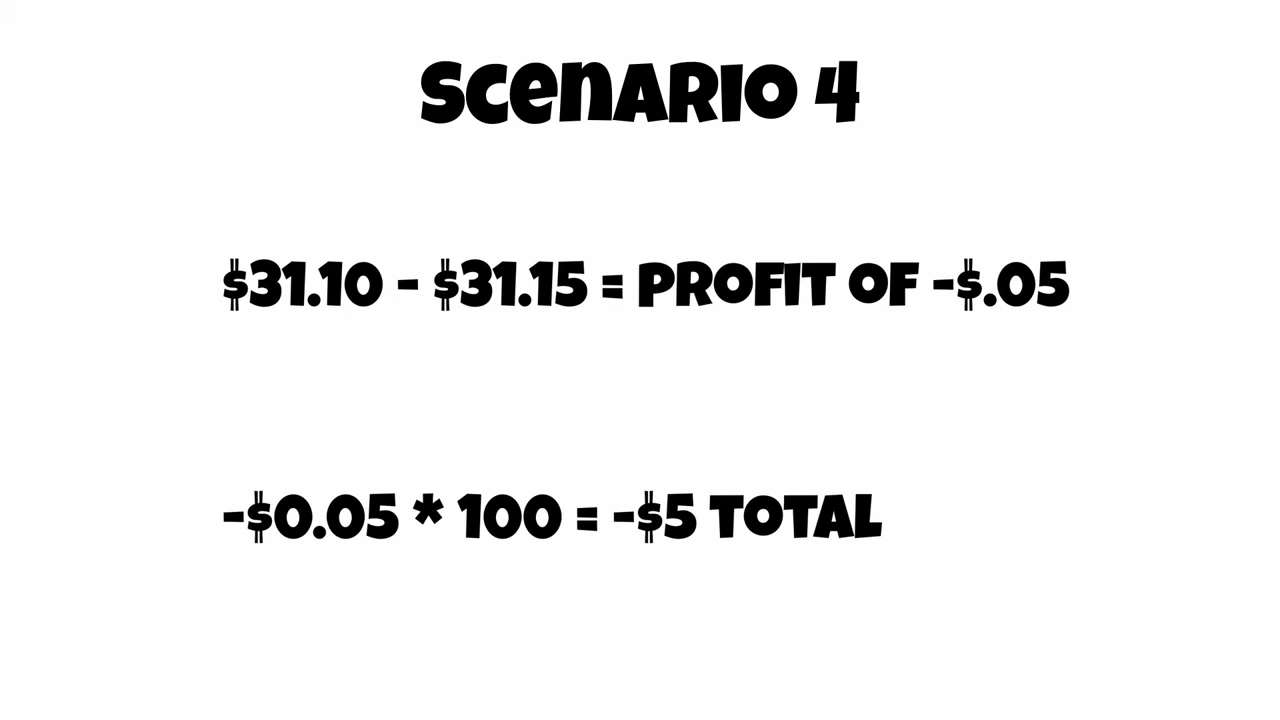 Scenario 4
$31.10 - $31.15 = PROFIT OF -$.05
-$0.05 * 100 = -$5 TOTAL